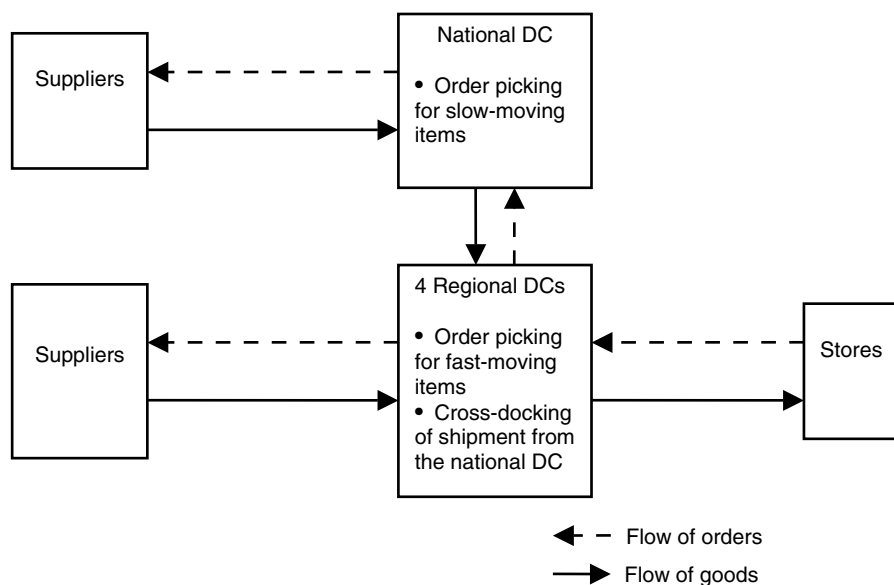 National DC
• Order picking
for slow-moving
items
Suppliers
4 Regional DCs
• Order picking
for fast-moving
items
• Cross-docking
of shipment from
the national DC
Suppliers
Stores
Flow of orders
Flow of goods